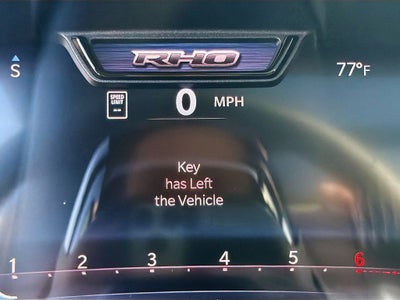 RHO
S
77°F
SPEED
LIMIT
--
0 MPH
Key
has Left
the Vehicle
1 2 3 4 5 6